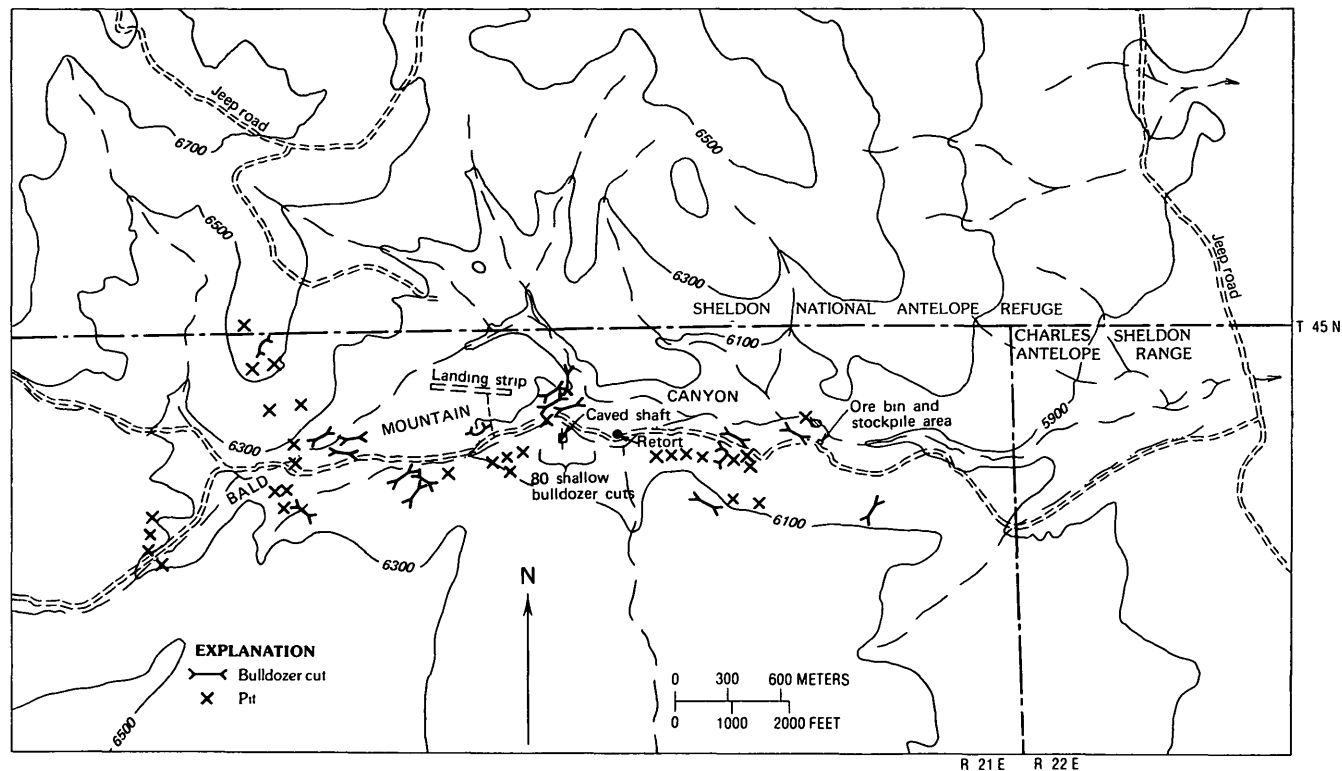 Jeep road
6700
6500
6500
6300
Jeep road
SHELDON NATIONAL ANTELOPE REFUGE
T 45 N
6100
CHARLES SHELDON
ANTELOPE RANGE
Landing strip
CANYON
MOUNTAIN
Caved shaft
Ore bin and
stockpile area
5900
Retort
6300
80 shallow
bulldozer cuts
BALD
6100
6300
N
EXPLANATION
Bulldozer cut
Pit
0 300 600 METERS
0 1000 2000 FEET
6500
R 21 E R 22 E